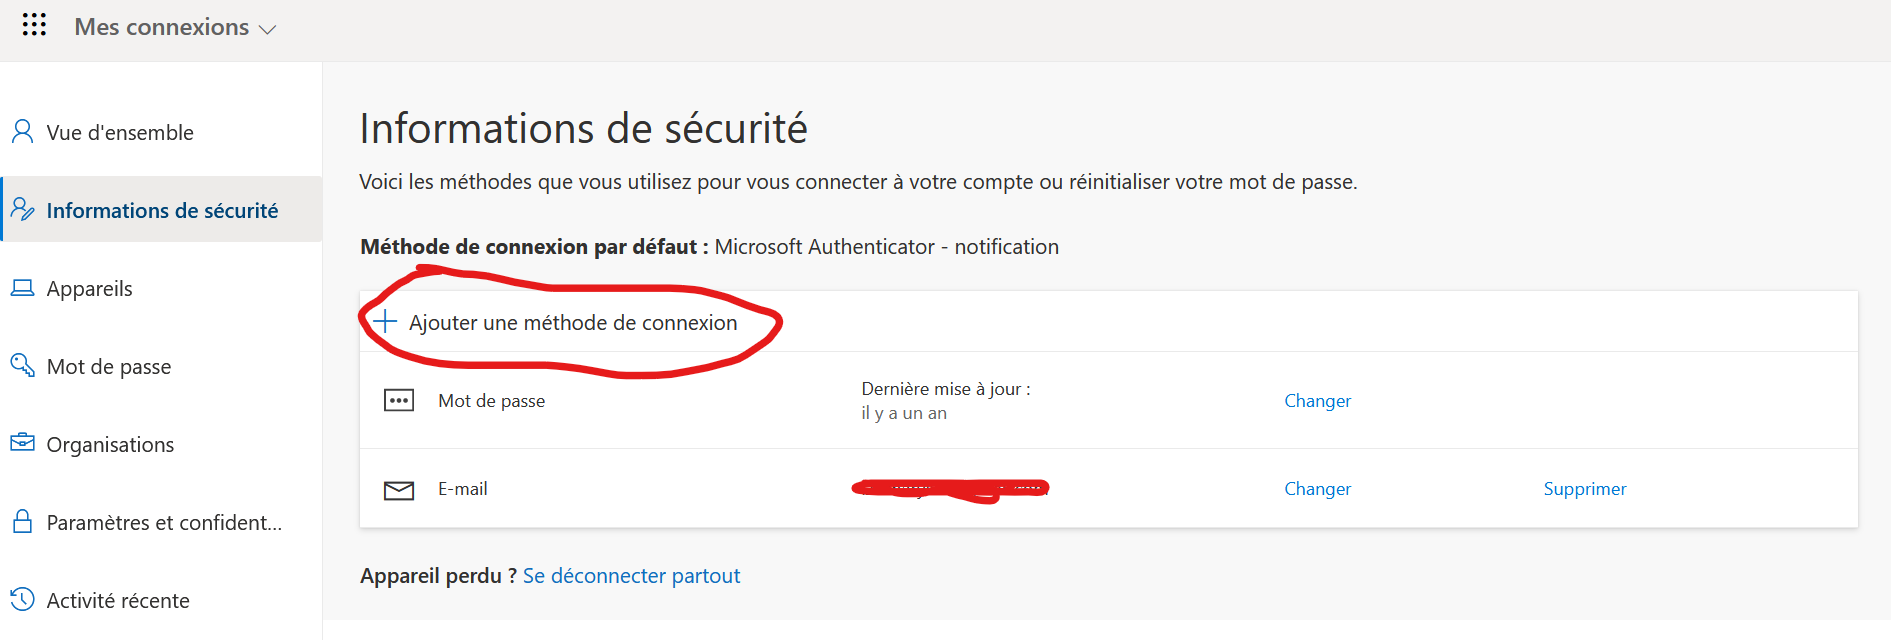 Mes connexions
Vue d'ensemble
Informations de sécurité
Appareils
Mot de passe
Organisations
Paramètres et confident...
Activité récente
Informations de sécurité
Voici les méthodes que vous utilisez pour vous connecter à votre compte ou réinitialiser votre mot de passe.
Méthode de connexion par défaut : Microsoft Authenticator - notification
Ajouter une méthode de connexion
Mot de passe
Dernière mise à jour :
il y a un an
Changer
E-mail
Changer
Supprimer
Appareil perdu ? Se déconnecter partout